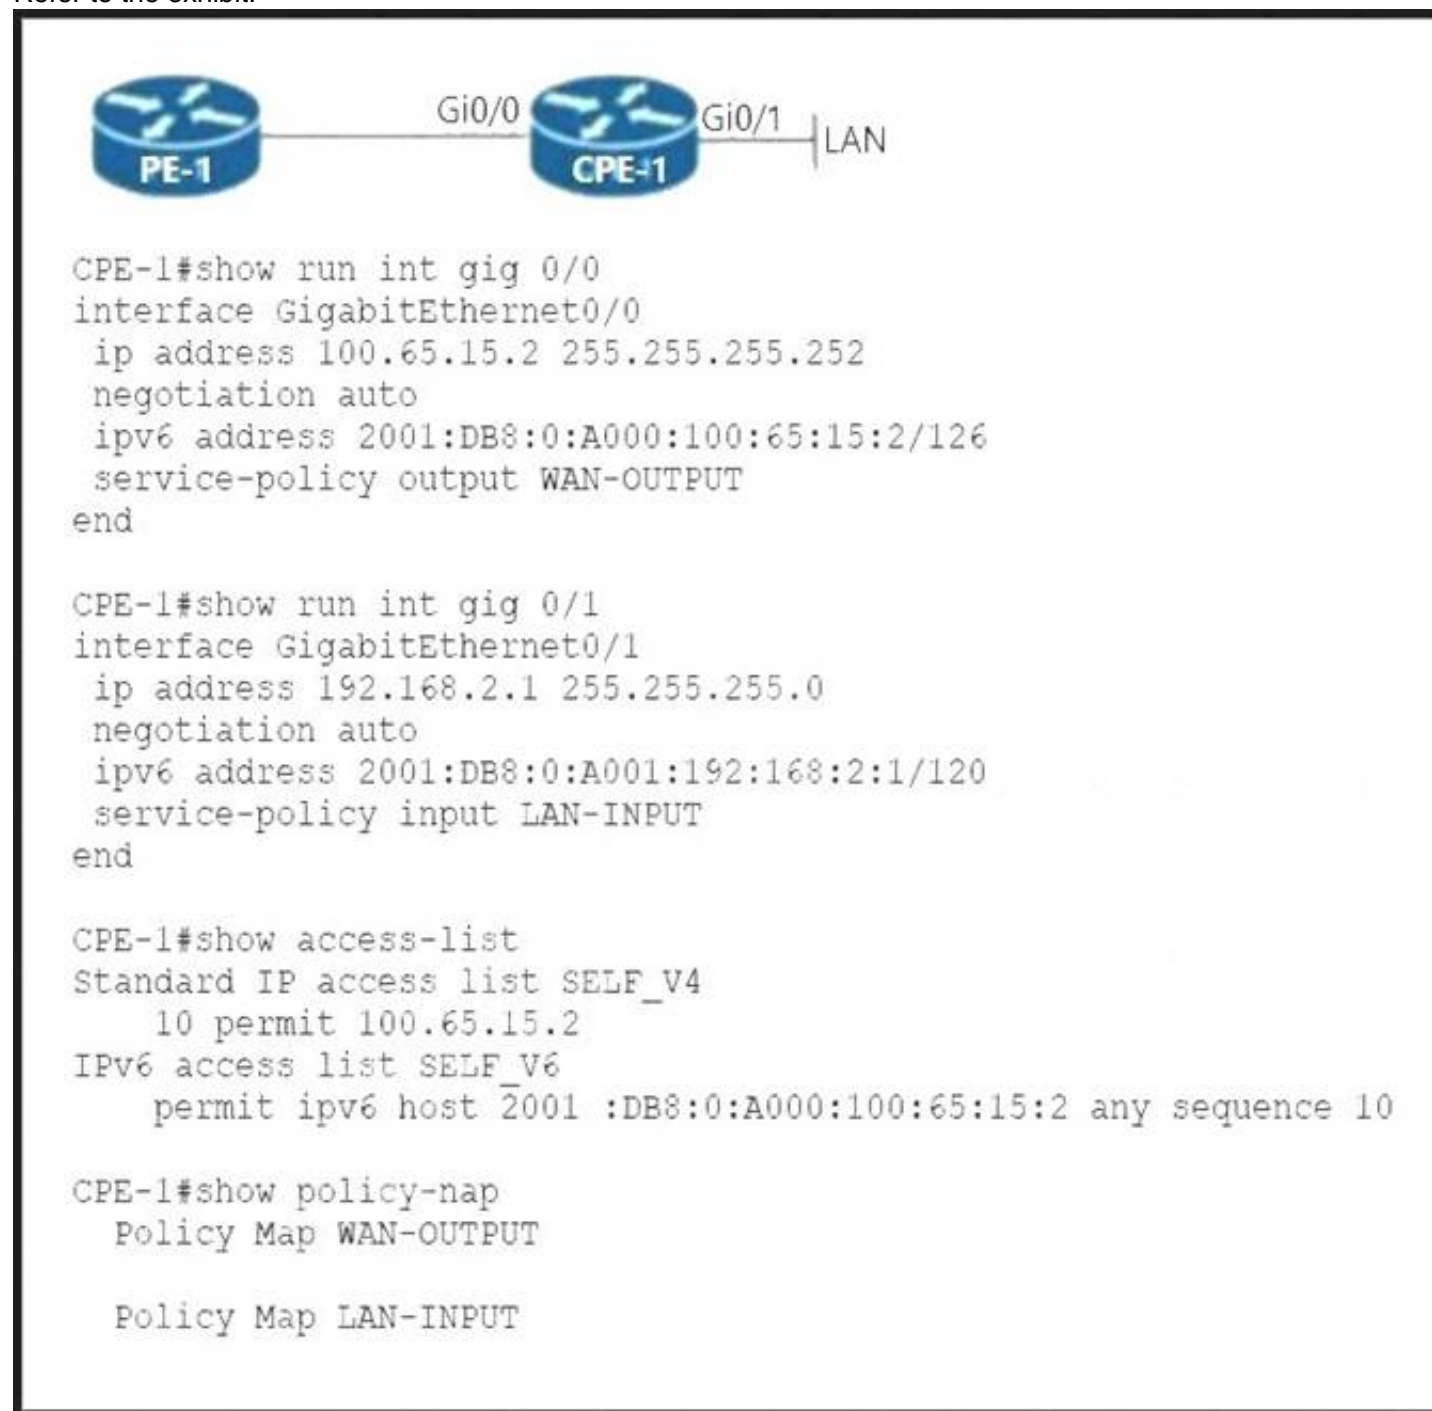 Refer to the exhibit.
Gi0/0
Gi0/1
LAN
PE-1
CPE-1
CPE-1#show run int gig 0/0
interface GigabitEthernet0/0
ip address 100.65.15.2 255.255.255.252
negotiation auto
ipv6 address 2001:DB8:0:A000:100:65:15:2/126
service-policy output WAN-OUTPUT
end
CPE-1#show run int gig 0/1
interface GigabitEthernet0/1
ip address 192.168.2.1 255.255.255.0
negotiation auto
ipv6 address 2001:DB8:0:A001:192:168:2:1/120
service-policy input LAN-INPUT
end
CPE-1#show access-list
Standard IP access list SELF_V4
10 permit 100.65.15.2
IPv6 access list SELF_V6
permit ipv6 host 2001 :DB8:0:A000:100:65:15:2 any sequence 10
CPE-1#show policy-nap
Policy Map WAN-OUTPUT
Policy Map LAN-INPUT